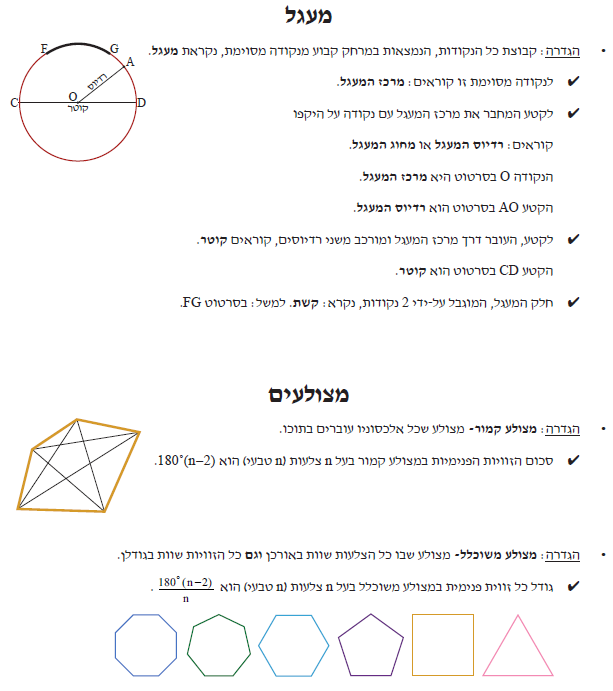 מעגל
• הגדרה: קבוצת כל הנקודות, הנמצאות במרחק קבוע מנקודה מסוימת, נקראת מעגל.
✔ לנקודה מסוימת זו קוראים: מרכז המעגל.
✔ לקטע המחבר את מרכז המעגל עם נקודה על היקפו
קוראים: רדיוס המעגל או מחוג המעגל.
הנקודה O בסרטוט היא מרכז המעגל.
הקטע AO בסרטוט הוא רדיוס המעגל.
✔ לקטע, העובר דרך מרכז המעגל ומורכב משני רדיוסים, קוראים קוטר.
הקטע CD בסרטוט הוא קוטר.
✔ חלק המעגל, המוגבל על-ידי 2 נקודות, נקרא: קשת. למשל: בסרטוט FG.
F G
A
רדיוס
C O D
קוטר
מצולעים
• הגדרה: מצולע קמור- מצולע שכל אלכסוניו עוברים בתוכו.
✔ סכום הזוויות הפנימיות במצולע קמור בעל n צלעות (n טבעי) הוא 180°(n−2).
• הגדרה: מצולע משוכלל- מצולע שבו כל הצלעות שוות באורכן וגם כל הזוויות שוות בגודלן.
✔ גודל כל זווית פנימית במצולע משוכלל בעל n צלעות (n טבעי) הוא 180°(n−2)/n .